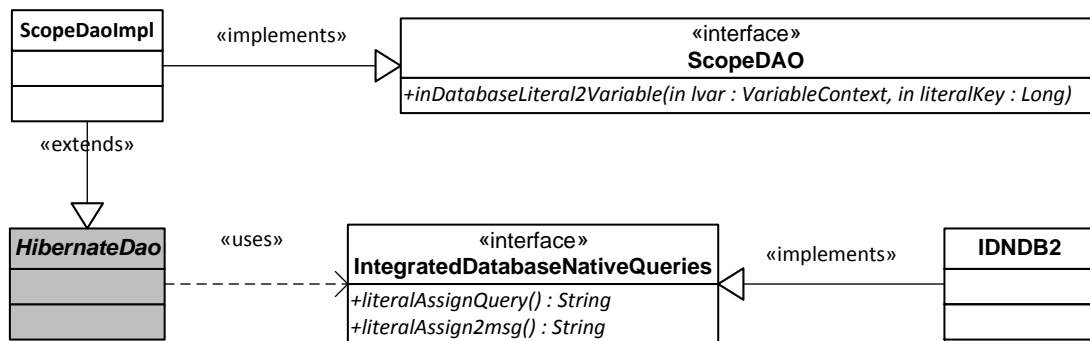 ScopeDaoImpl
«implements»
«interface»
ScopeDAO
+inDatabaseLiteral2Variable(in lvar : VariableContext, in literalKey : Long)
«extends»
HibernateDao
«uses»
«interface»
IntegratedDatabaseNativeQueries
+literalAssignQuery() : String
+literalAssign2msg() : String
«implements»
IDNDB2